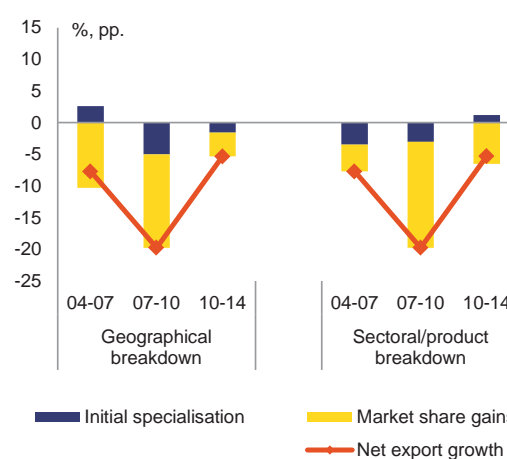 15
%, pp.
10
5
0
-5
-10
-15
-20
-25
04-07 07-10 10-14 04-07 07-10 10-14
Geographical breakdown
Sectoral/product breakdown
Initial specialisation
Market share gains
Net export growth